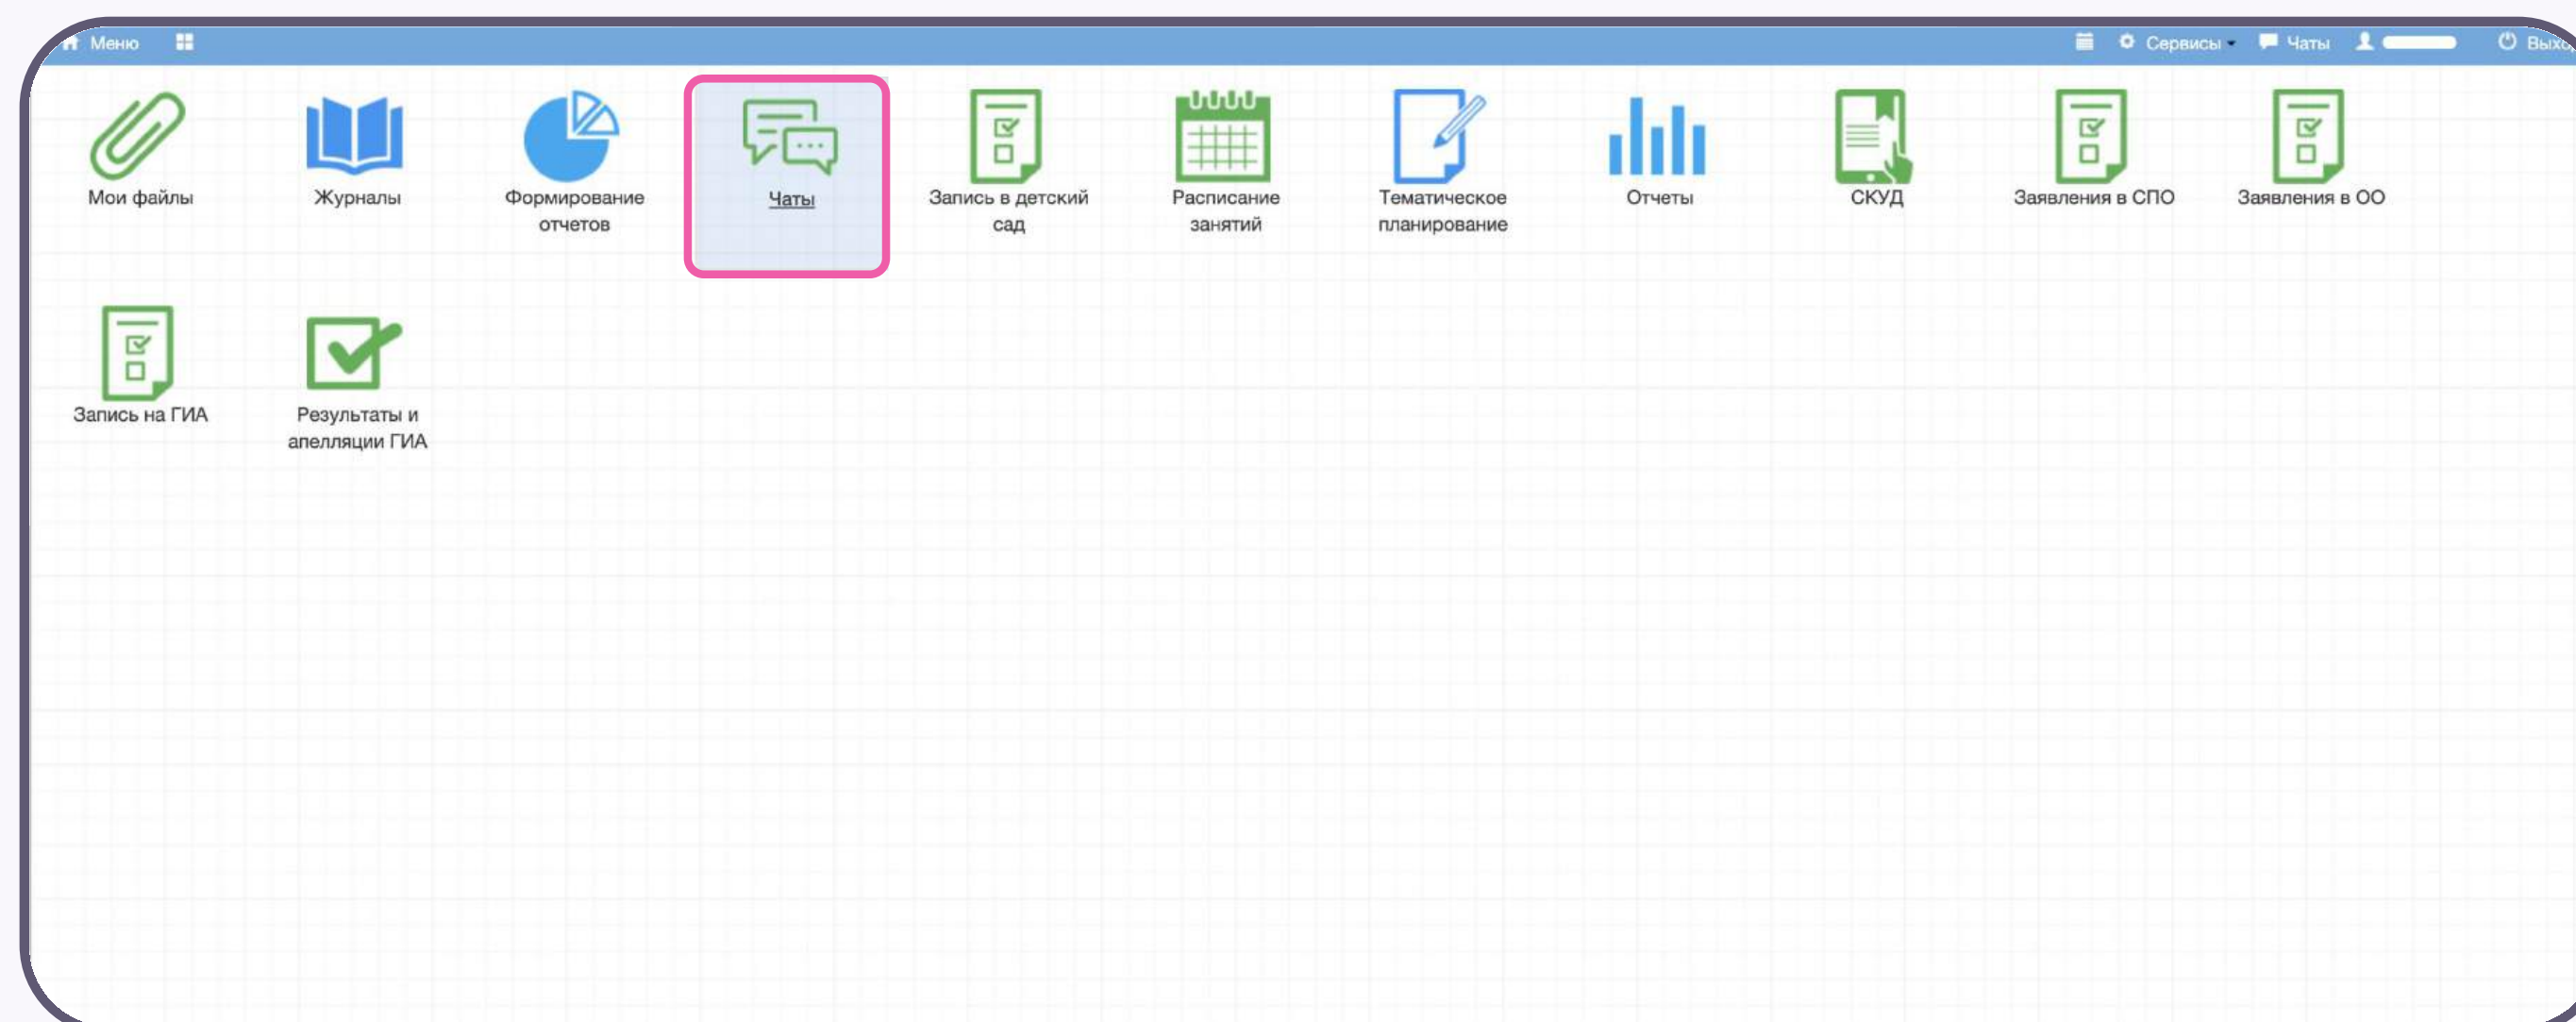 Меню
Сервисы
Чаты
Мои файлы
Журналы
Формирование
отчетов
Чаты
Запись в детский
сад
Расписание
занятий
Тематическое
планирование
Отчеты
СКУД
Заявления в СПО
Заявления в ОО
Запись на ГИА
Результаты и
апелляции ГИА